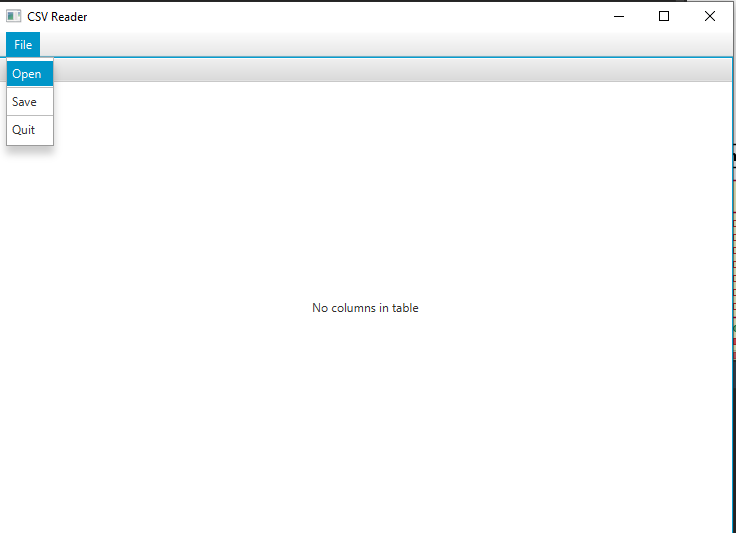 CSV Reader
File
Open
Save
Quit
No columns in table